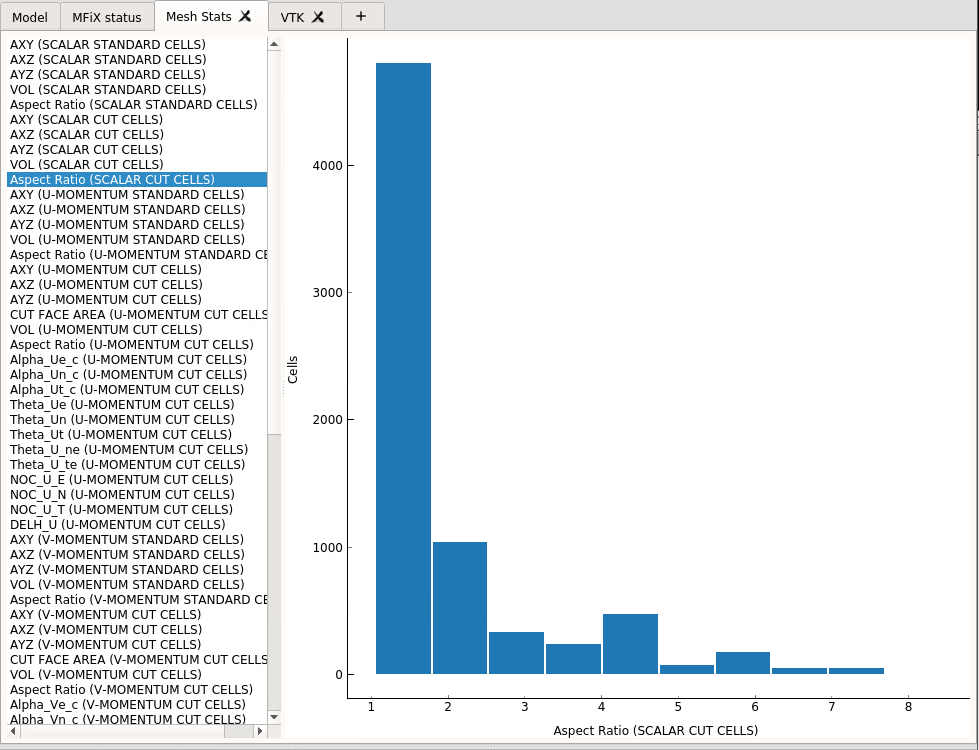 Model
MFiX status
Mesh Stats
VTK
+
AXY (SCALAR STANDARD CELLS)
AXZ (SCALAR STANDARD CELLS)
AYZ (SCALAR STANDARD CELLS)
VOL (SCALAR STANDARD CELLS)
Aspect Ratio (SCALAR STANDARD CELLS)
AXY (SCALAR CUT CELLS)
AXZ (SCALAR CUT CELLS)
AYZ (SCALAR CUT CELLS)
VOL (SCALAR CUT CELLS)
Aspect Ratio (SCALAR CUT CELLS)
AXY (U-MOMENTUM STANDARD CELLS)
AXZ (U-MOMENTUM STANDARD CELLS)
AYZ (U-MOMENTUM STANDARD CELLS)
VOL (U-MOMENTUM STANDARD CELLS)
Aspect Ratio (U-MOMENTUM STANDARD CE
AXY (U-MOMENTUM CUT CELLS)
AXZ (U-MOMENTUM CUT CELLS)
AYZ (U-MOMENTUM CUT CELLS)
CUT FACE AREA (U-MOMENTUM CUT CELLS
VOL (U-MOMENTUM CUT CELLS)
Aspect Ratio (U-MOMENTUM CUT CELLS)
Alpha_Ue_c (U-MOMENTUM CUT CELLS)
Alpha_Un_c (U-MOMENTUM CUT CELLS)
Alpha_Ut_c (U-MOMENTUM CUT CELLS)
Theta_Ue (U-MOMENTUM CUT CELLS)
Theta_Un (U-MOMENTUM CUT CELLS)
Theta_Ut (U-MOMENTUM CUT CELLS)
Theta_U_ne (U-MOMENTUM CUT CELLS)
Theta_U_te (U-MOMENTUM CUT CELLS)
NOC_U_E (U-MOMENTUM CUT CELLS)
NOC_U_N (U-MOMENTUM CUT CELLS)
NOC_U_T (U-MOMENTUM CUT CELLS)
DELH_U (U-MOMENTUM CUT CELLS)
AXY (V-MOMENTUM STANDARD CELLS)
AXZ (V-MOMENTUM STANDARD CELLS)
AYZ (V-MOMENTUM STANDARD CELLS)
VOL (V-MOMENTUM STANDARD CELLS)
Aspect Ratio (V-MOMENTUM STANDARD CE
AXY (V-MOMENTUM CUT CELLS)
AXZ (V-MOMENTUM CUT CELLS)
AYZ (V-MOMENTUM CUT CELLS)
CUT FACE AREA (V-MOMENTUM CUT CELLS
VOL (V-MOMENTUM CUT CELLS)
Aspect Ratio (V-MOMENTUM CUT CELLS)
Alpha_Ve_c (V-MOMENTUM CUT CELLS)
Alpha_Vn_c (V-MOMENTUM CUT CELLS)
Cells
4000
3000
2000
1000
0
1 2 3 4 5 6 7 8
Aspect Ratio (SCALAR CUT CELLS)